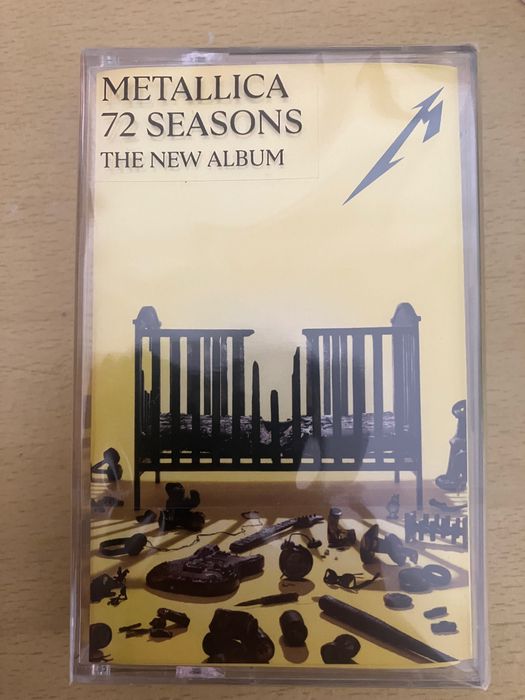 METALLICA
72 SEASONS
THE NEW ALBUM
M